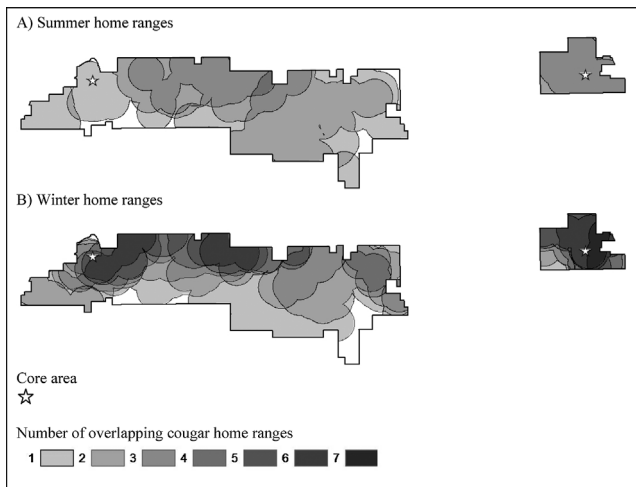 A) Summer home ranges
B) Winter home ranges
Core area
Number of overlapping cougar home ranges
1 2 3 4 5 6 7